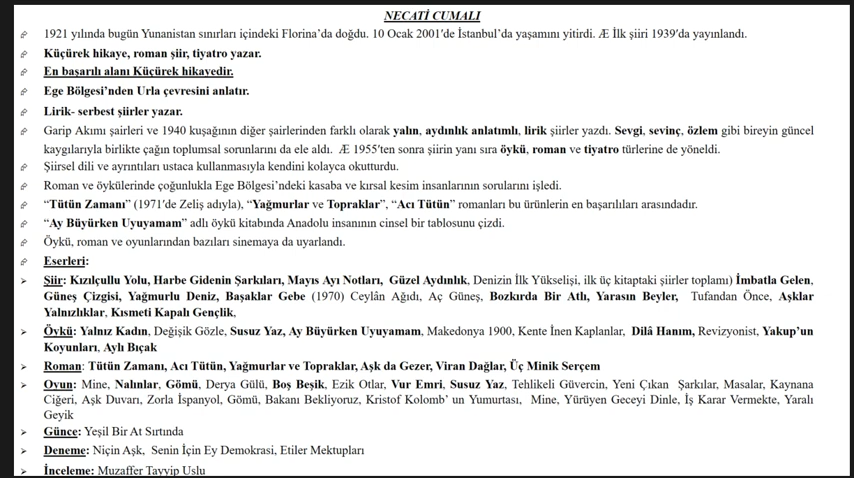 NECATİ CUMALI
1921 yılında bugün Yunanistan sınırları içindeki Florina'da doğdu. 10 Ocak 2001'de İstanbul'da yaşamını yitirdi. Æ İlk şiiri 1939'da yayınlandı.
Küçürek hikaye, roman şiir, tiyatro yazar.
En başarılı alanı Küçürek hikayedir.
Ege Bölgesi'nden Urla çevresini anlatır.
Lirik- serbest şiirler yazar.
Garip Akımı şairleri ve 1940 kuşağının diğer şairlerinden farklı olarak yalın, aydınlık anlatımlı, lirik şiirler yazdı. Sevgi, sevinç, özlem gibi bireyin güncel
kaygılarıyla birlikte çağın toplumsal sorunlarını da ele aldı. Æ 1955'ten sonra şiirin yanı sıra öykü, roman ve tiyatro türlerine de yöneldi.
Şiirsel dili ve ayrıntıları ustaca kullanmasıyla kendini kolayca okutturdu.
Roman ve öykülerinde çoğunlukla Ege Bölgesi'ndeki kasaba ve kırsal kesim insanlarının sorularını işledi.
"Tütün Zamanı" (1971'de Zeliş adıyla), "Yağmurlar ve Topraklar", "Acı Tütün" romanları bu ürünlerin en başarılıları arasındadır.
"Ay Büyürken Uyuyamam" adlı öykü kitabında Anadolu insanının cinsel bir tablosunu çizdi.
Öykü, roman ve oyunlarından bazıları sinemaya da uyarlandı.
Eserleri:
Şiir: Kızılçullu Yolu, Harbe Gidenin Şarkıları, Mayıs Ayı Notları, Güzel Aydınlık, Denizin İlk Yükselişi, ilk üç kitaptaki şiirler toplamı) İmbatla Gelen,
Güneş Çizgisi, Yağmurlu Deniz, Başaklar Gebe (1970) Ceylân Ağıdı, Aç Güneş, Bozkırda Bir Atlı, Yarasın Beyler, Tufandan Önce, Aşklar
Yalnızlıklar, Kısmeti Kapalı Gençlik,
Öykü: Yalnız Kadın, Değişik Gözle, Susuz Yaz, Ay Büyürken Uyuyamam, Makedonya 1900, Kente İnen Kaplanlar, Dilâ Hanım, Revizyonist, Yakup'un
Koyunları, Aylı Bıçak
Roman: Tütün Zamanı, Acı Tütün, Yağmurlar ve Topraklar, Aşk da Gezer, Viran Dağlar, Üç Minik Serçem
Oyun: Mine, Nalınlar, Gömü, Derya Gülü, Boş Beşik, Ezik Otlar, Vur Emri, Susuz Yaz, Tehlikeli Güvercin, Yeni Çıkan Şarkılar, Masalar, Kaynana
Ciğeri, Aşk Duvarı, Zorla İspanyol, Gömü, Bakanı Bekliyoruz, Kristof Kolomb' un Yumurtası, Mine, Yürüyen Geceyi Dinle, İş Karar Vermekte, Yaralı
Geyik
Günce: Yeşil Bir At Sırtında
Deneme: Niçin Aşk, Senin İçin Ey Demokrasi, Etiler Mektupları
İnceleme: Muzaffer Tayyip Uslu